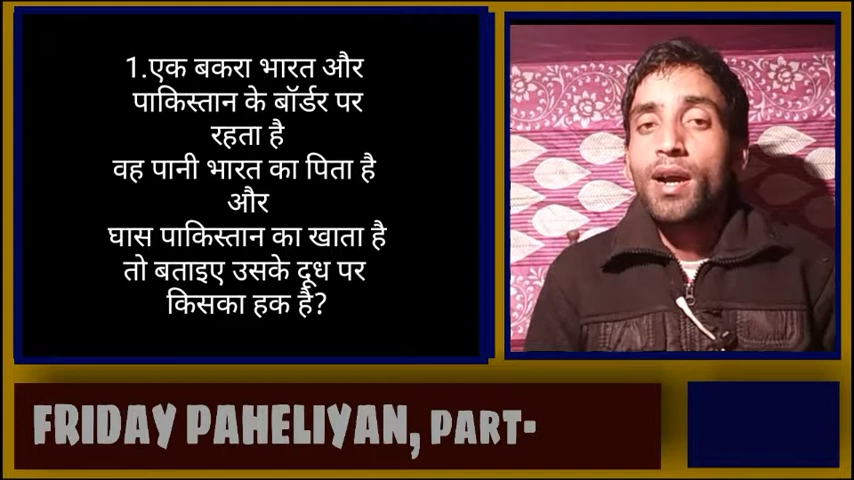 1.एक बकरा भारत और
पाकिस्तान के बॉर्डर पर
रहता है
वह पानी भारत का पिता है
और
घास पाकिस्तान का खाता है
तो बताइए उसके दूध पर
किसका हक है?
FRIDAY PAHELIYAN, PART-